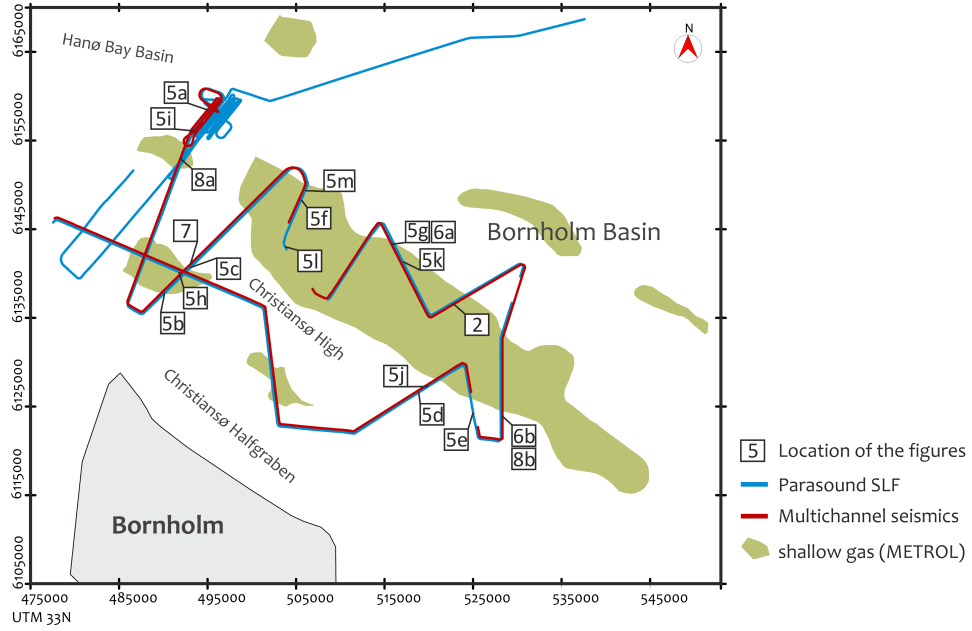 6165000
6155000
6145000
6135000
6125000
6115000
6105000
N
Hanø Bay Basin
5a
5i
8a
7
5m
5f
5l
5g 6a
5k
Bornholm Basin
5c
5h
5b
2
Christiansø High
5j
5d
5e
6b
8b
Christiansø Halfgraben
Bornholm
475000 485000 495000 505000 515000 525000 535000 545000
UTM 33N
5 Location of the figures
Parasound SLF
Multichannel seismics
shallow gas (METROL)